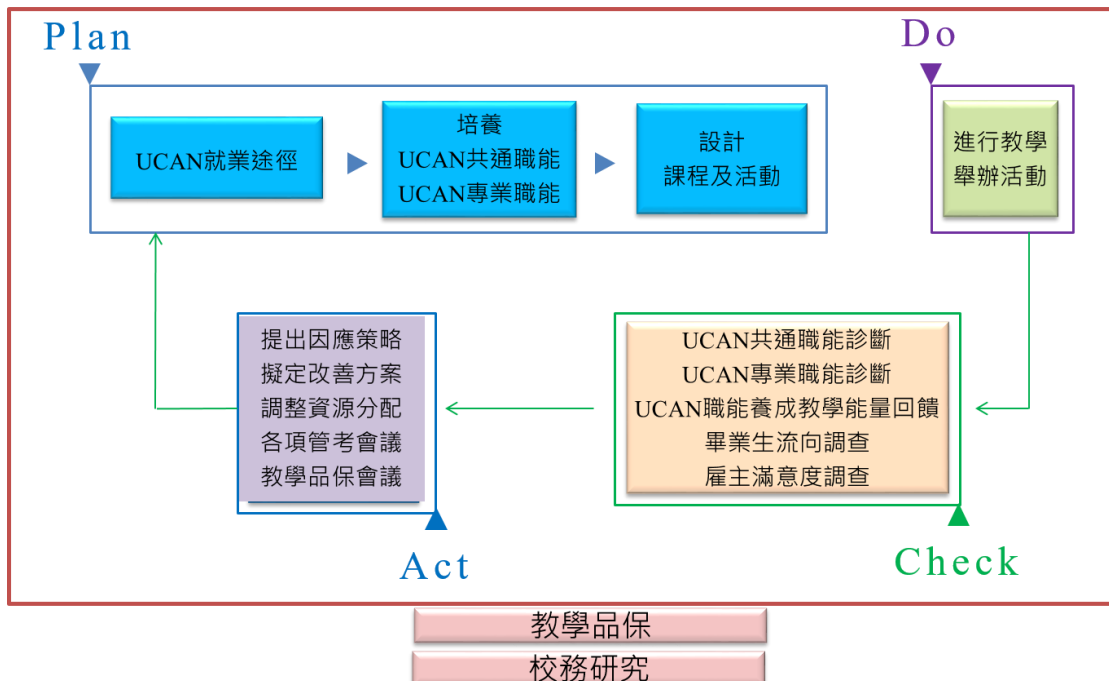 Plan
Do
UCAN就業途徑
培養
UCAN共通職能
UCAN專業職能
設計
課程及活動
進行教學
舉辦活動
提出因應策略
擬定改善方案
調整資源分配
各項管考會議
教學品保會議
UCAN共通職能診斷
UCAN專業職能診斷
UCAN職能養成教學能量回饋
畢業生流向調查
雇主滿意度調查
Act
Check
教學品保
校務研究